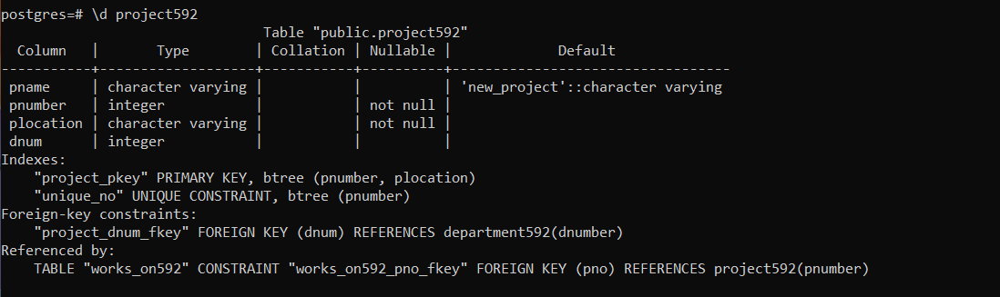 postgres=# \d project592
                              Table "public.project592"
  Column   |       Type        | Collation | Nullable |             Default
-----------+-------------------+-----------+----------+----------------------------------
 pname     | character varying |           |          | 'new_project'::character varying
 pnumber   | integer           |           | not null |
 plocation | character varying |           | not null |
 dnum      | integer           |           |          |
Indexes:
    "project_pkey" PRIMARY KEY, btree (pnumber, plocation)
    "unique_no" UNIQUE CONSTRAINT, btree (pnumber)
Foreign-key constraints:
    "project_dnum_fkey" FOREIGN KEY (dnum) REFERENCES department592(dnumber)
Referenced by:
    TABLE "works_on592" CONSTRAINT "works_on592_pno_fkey" FOREIGN KEY (pno) REFERENCES project592(pnumber)